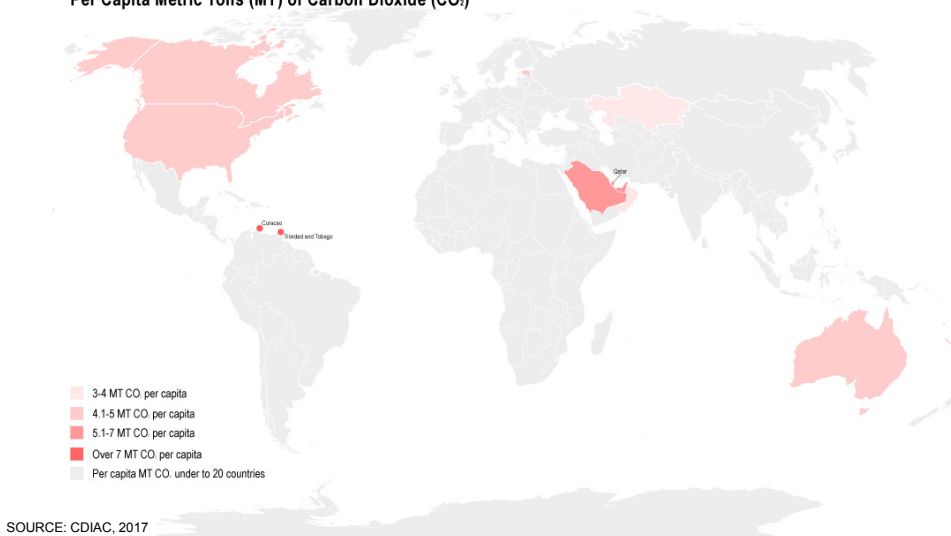 Per Capita Metric Tons (MT) of Carbon Dioxide (CO₂)
Qatar
Curacao
Trinidad and Tobago
3-4 MT CO₂ per capita
4.1-5 MT CO₂ per capita
5.1-7 MT CO₂ per capita
Over 7 MT CO₂ per capita
Per capita MT CO₂ under to 20 countries
SOURCE: CDIAC, 2017